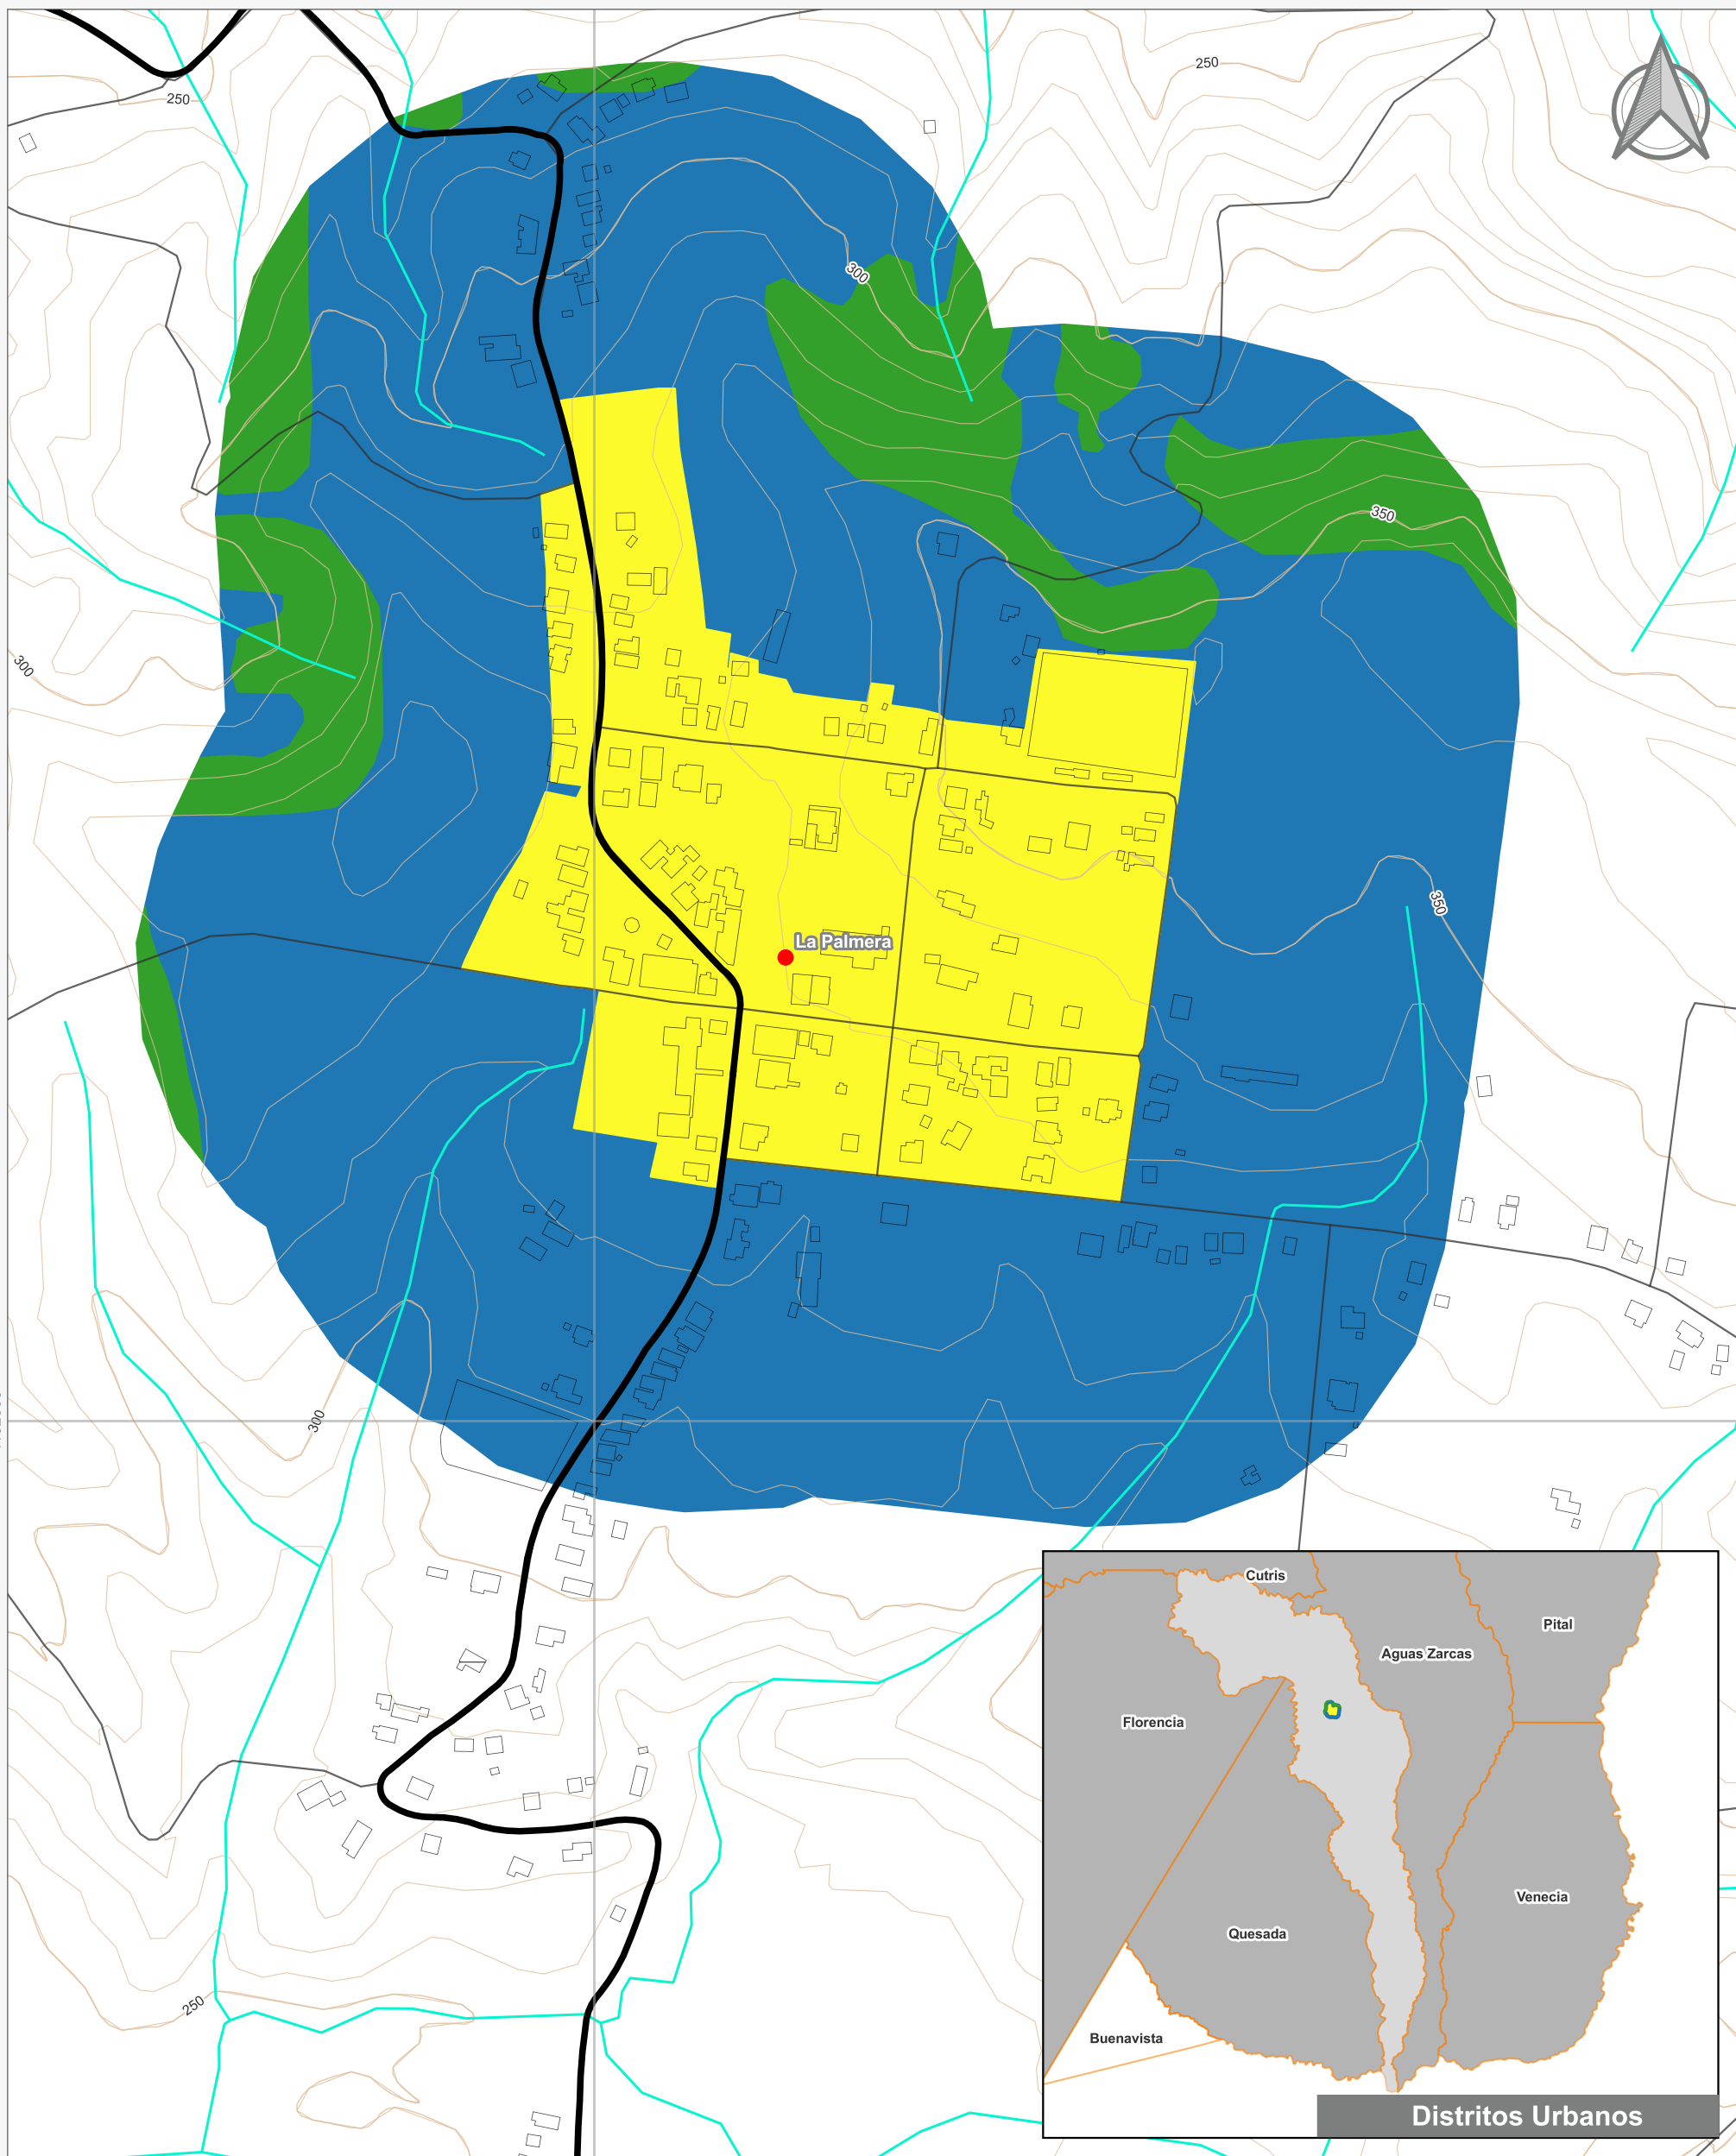 250
250
300
350
300
350
La Palmera
300
Cutris
Pital
Aguas Zarcas
Florencia
Venecia
Quesada
250
Buenavista
Distritos Urbanos